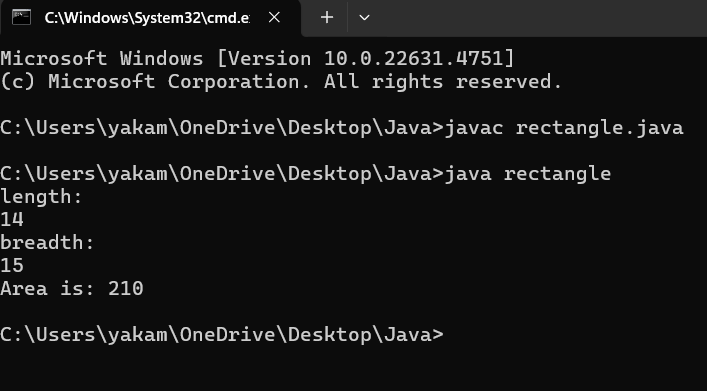 C:\Windows\System32\cmd.e
Microsoft Windows [Version 10.0.22631.4751]
(c) Microsoft Corporation. All rights reserved.
C:\Users\yakam\OneDrive\Desktop\Java>javac rectangle.java
C:\Users\yakam\OneDrive\Desktop\Java>java rectangle
length:
14
breadth:
15
Area is: 210
C:\Users\yakam\OneDrive\Desktop\Java>